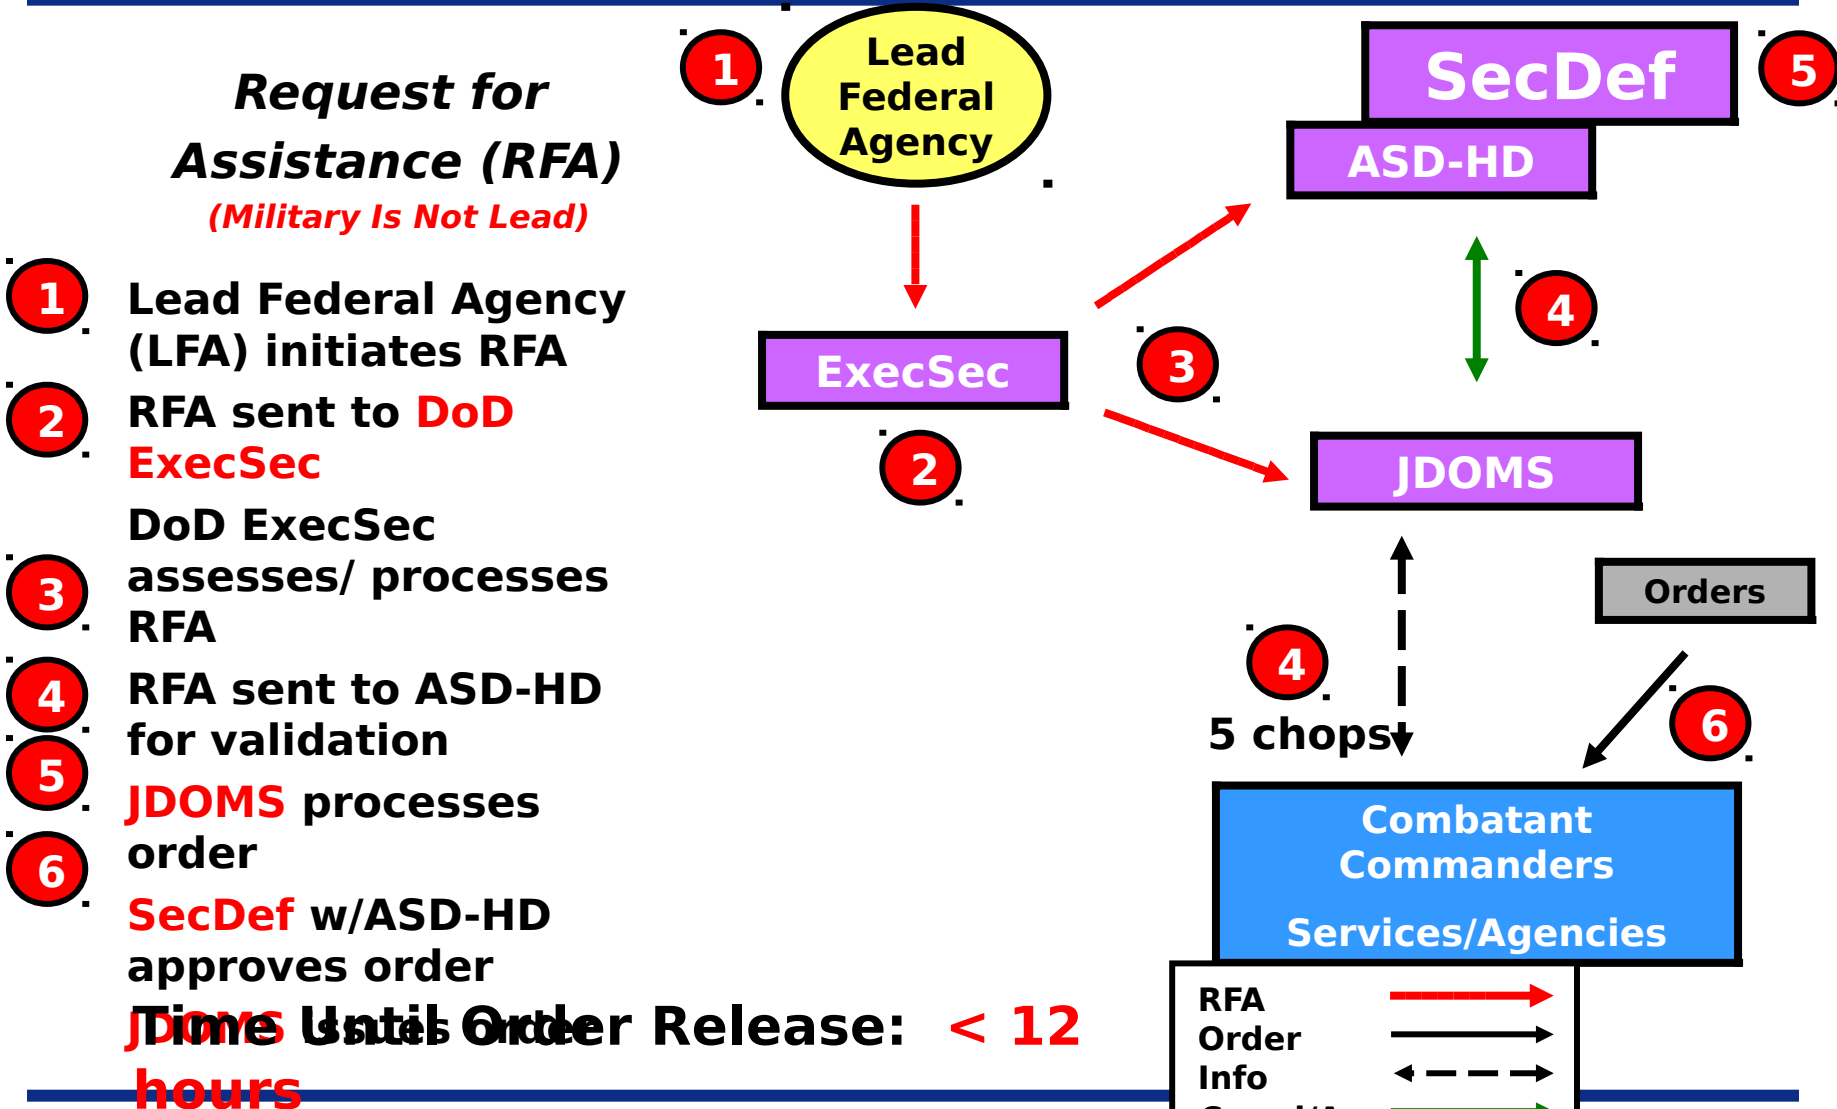 Request for
Assistance (RFA)
(Military Is Not Lead)
1
Lead Federal Agency
(LFA) initiates RFA
2
RFA sent to DoD
ExecSec
3
DoD ExecSec
assesses/ processes
RFA
4
RFA sent to ASD-HD
for validation
5
JDOMS processes
order
6
SecDef w/ASD-HD
approves order
JDOMS issues order
Time Until Order Release: < 12
hours
1
Lead
Federal
Agency
SecDef
5
ASD-HD
4
ExecSec
3
2
JDOMS
Orders
4
5 chops
6
Combatant
Commanders
Services/Agencies
RFA
Order
Info